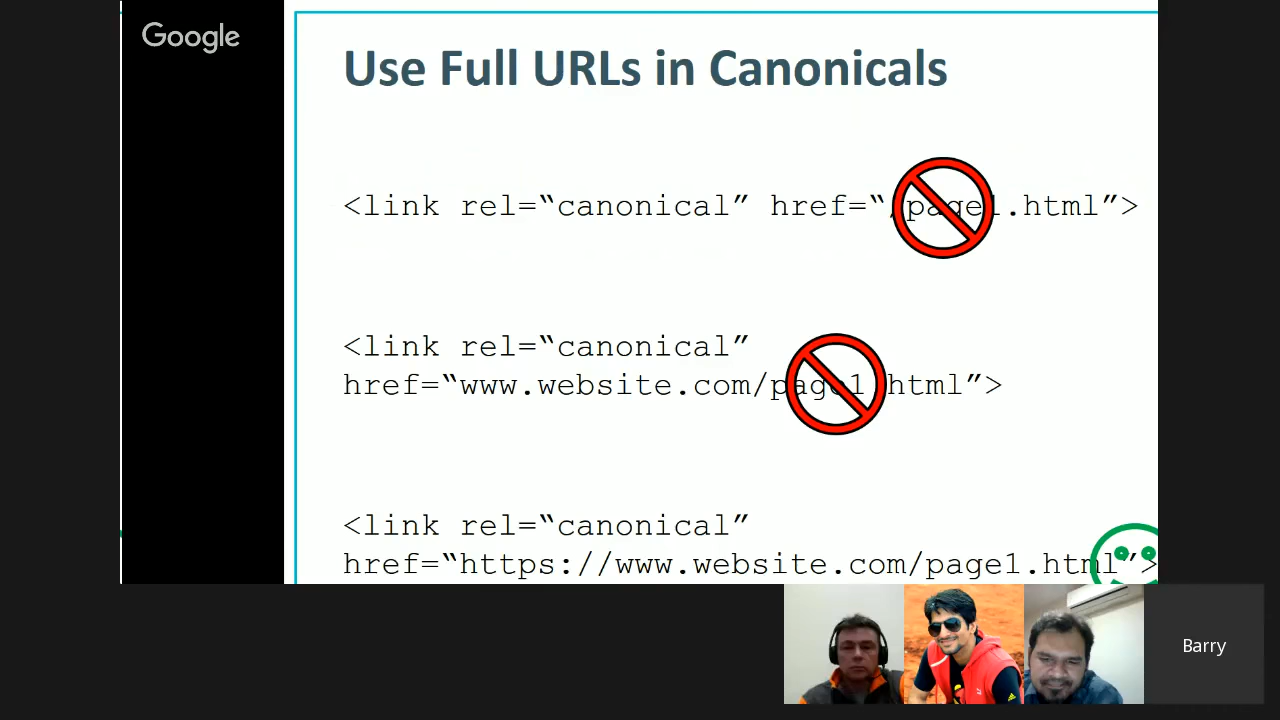 Google
Use Full URLs in Canonicals
<link rel=“canonical” href=“/page1.html”>
<link rel=“canonical”
href=“www.website.com/page1.html”>
<link rel=“canonical”
href=“https://www.website.com/page1.html”>
Barry